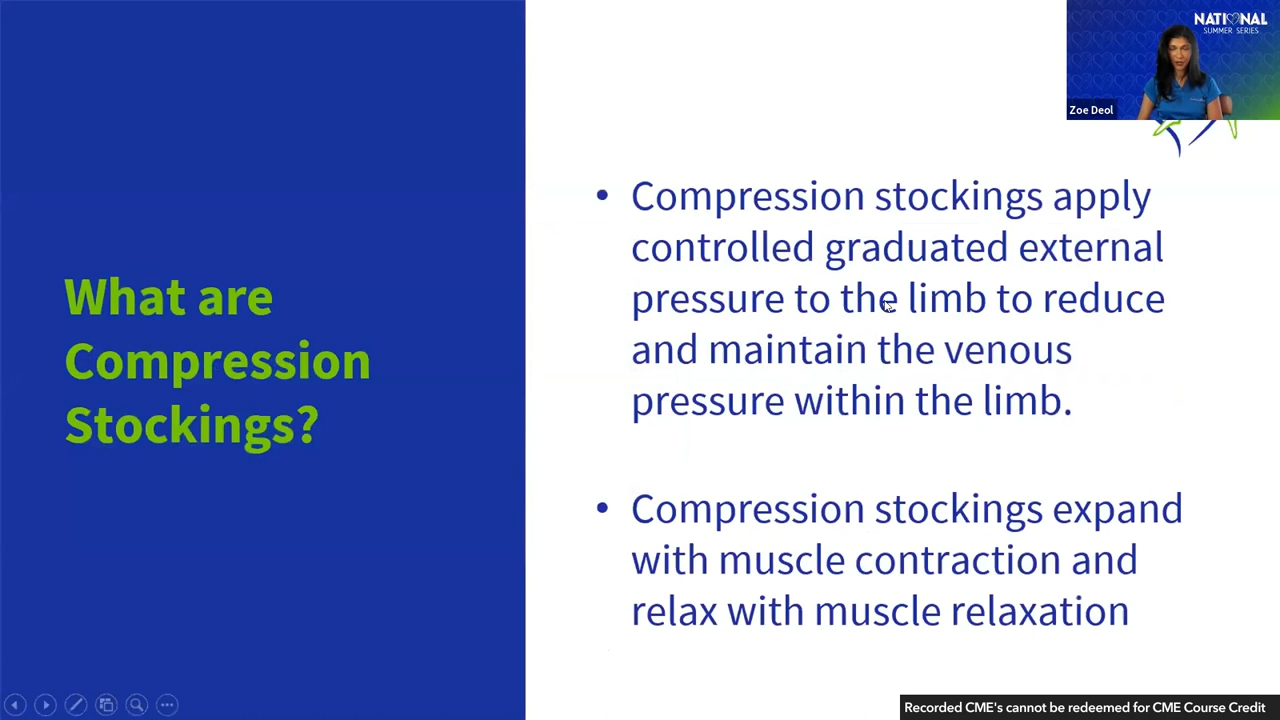 NATIONAL
SUMMER SERIES
Zoe Deol
What are
Compression
Stockings?
• Compression stockings apply
controlled graduated external
pressure to the limb to reduce
and maintain the venous
pressure within the limb.
• Compression stockings expand
with muscle contraction and
relax with muscle relaxation
Recorded CME's cannot be redeemed for CME Course Credit